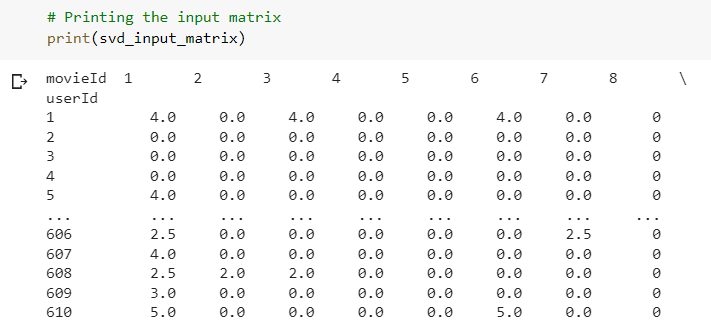 # Printing the input matrix
print(svd_input_matrix)
movieId 1 2 3 4 5 6 7 8 \
userId
1 4.0 0.0 4.0 0.0 0.0 4.0 0.0 0
2 0.0 0.0 0.0 0.0 0.0 0.0 0.0 0
3 0.0 0.0 0.0 0.0 0.0 0.0 0.0 0
4 0.0 0.0 0.0 0.0 0.0 0.0 0.0 0
5 4.0 0.0 0.0 0.0 0.0 0.0 0.0 0
... ... ... ... ... ... ... ... ...
606 2.5 0.0 0.0 0.0 0.0 0.0 2.5 0
607 4.0 0.0 0.0 0.0 0.0 0.0 0.0 0
608 2.5 2.0 2.0 0.0 0.0 0.0 0.0 0
609 3.0 0.0 0.0 0.0 0.0 0.0 0.0 0
610 5.0 0.0 0.0 0.0 0.0 5.0 0.0 0